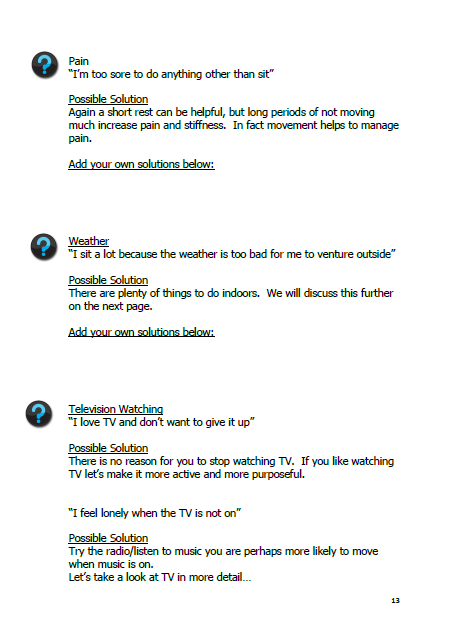 Pain
“I’m too sore to do anything other than sit”
Possible Solution
Again a short rest can be helpful, but long periods of not moving
much increase pain and stiffness.  In fact movement helps to manage
pain.
Add your own solutions below:
Weather
“I sit a lot because the weather is too bad for me to venture outside”
Possible Solution
There are plenty of things to do indoors.  We will discuss this further
on the next page.
Add your own solutions below:
Television Watching
“I love TV and don’t want to give it up”
Possible Solution
There is no reason for you to stop watching TV.  If you like watching
TV let’s make it more active and more purposeful.
“I feel lonely when the TV is not on”
Possible Solution
Try the radio/listen to music you are perhaps more likely to move
when music is on.
Let’s take a look at TV in more detail…
13